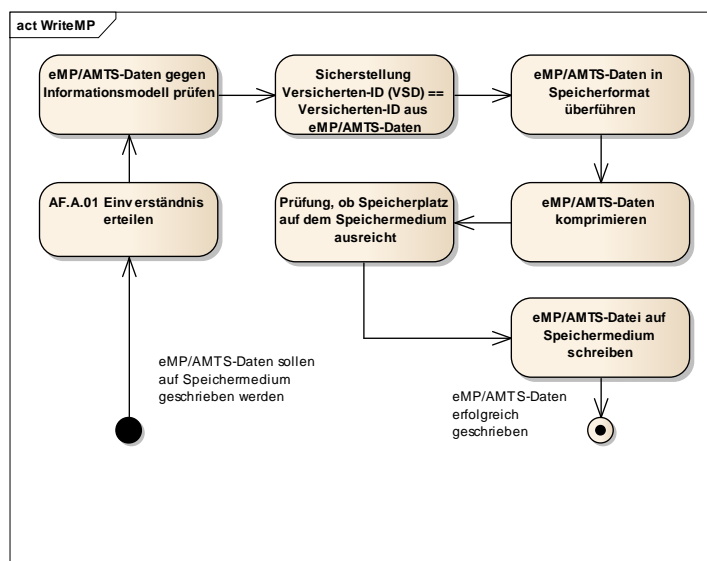 act WriteMP
eMP/AMTS-Daten gegen
Informationsmodell prüfen
Sicherstellung
Versicherten-ID (VSD) ==
Versicherten-ID aus
eMP/AMTS-Daten
eMP/AMTS-Daten in
Speicherformat
überführen
AF.A.01 Einverständnis
erteilen
Prüfung, ob Speicherplatz
auf dem Speichermedium
ausreicht
eMP/AMTS-Daten
komprimieren
eMP/AMTS-Datei auf
Speichermedium
schreiben
eMP/AMTS-Daten sollen
auf Speichermedium
geschrieben werden
eMP/AMTS-Daten
erfolgreich
geschrieben